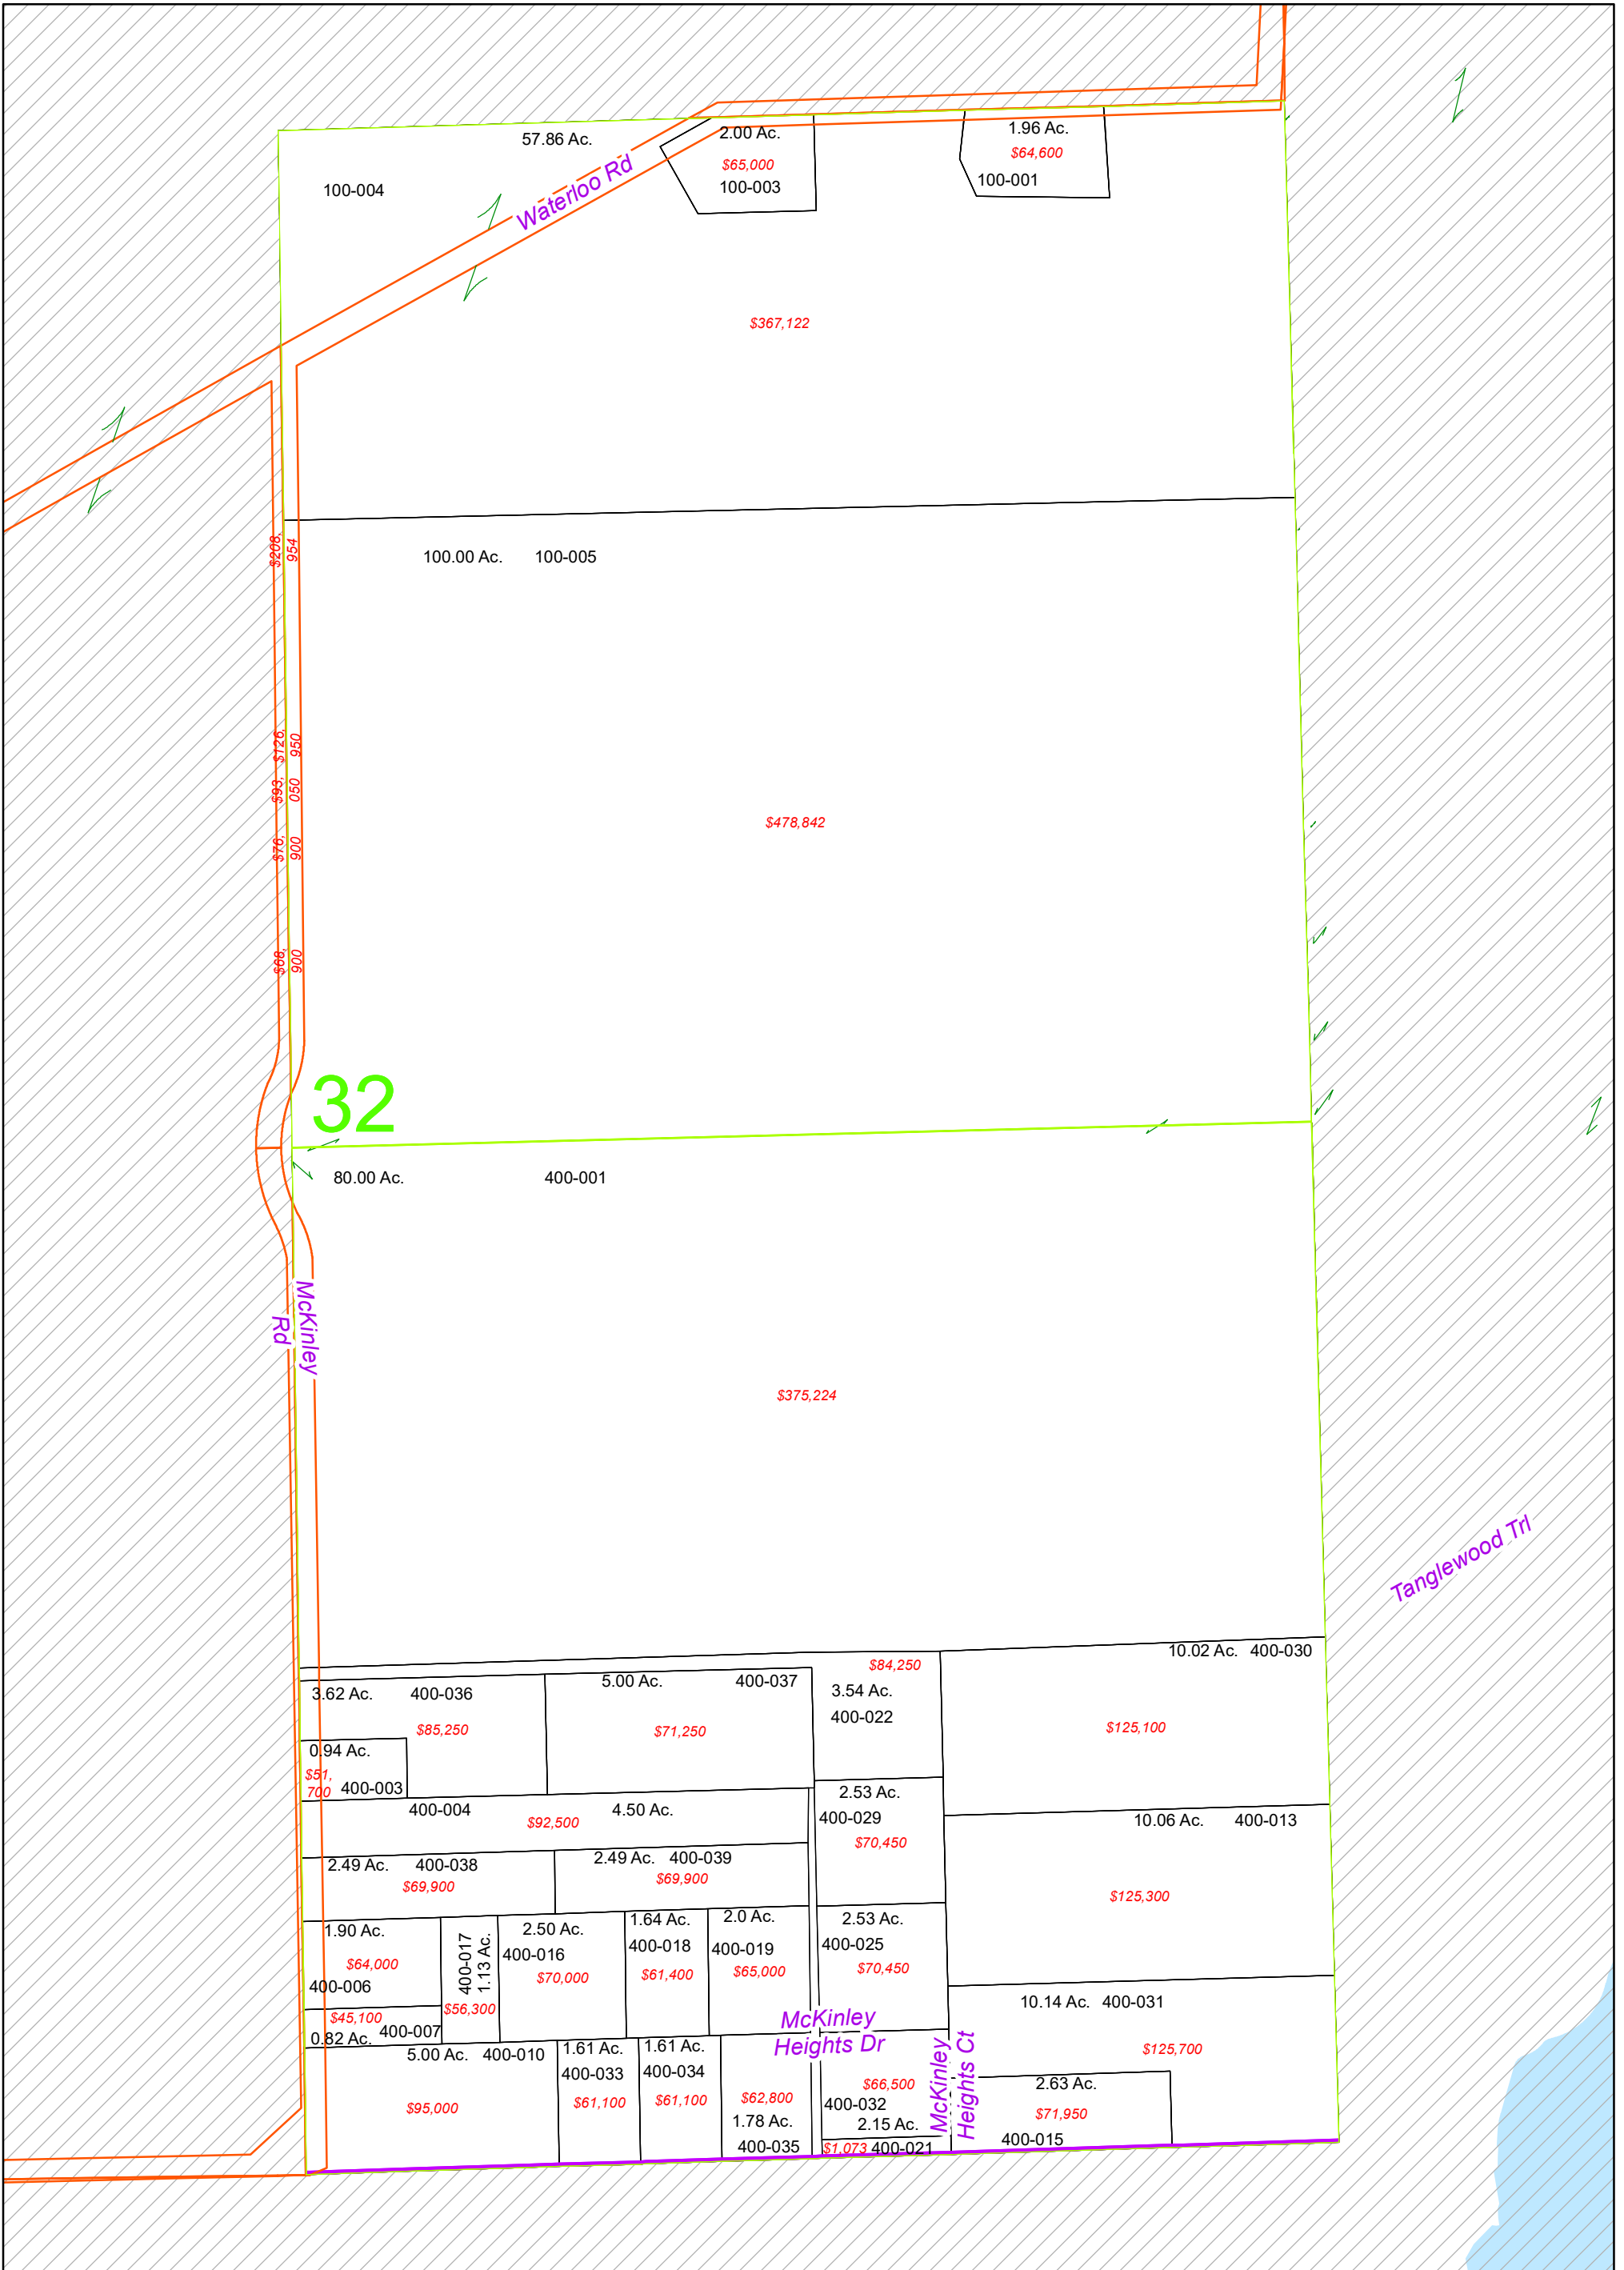 57.86 Ac.
100-004
Waterloo Rd
2.00 Ac.
$65,000
100-003
1.96 Ac.
$64,600
100-001
$367,122
$208,
954
100.00 Ac. 100-005
$126,
950
$93,
050
$76,
900
$68,
900
$478,842
32
80.00 Ac. 400-001
McKinley
Rd
$375,224
Tanglewood Trl
10.02 Ac. 400-030
$125,100
$84,250
3.54 Ac.
400-022
3.62 Ac. 400-036
$85,250
5.00 Ac. 400-037
$71,250
0.94 Ac.
$51,
700
400-003
400-004 4.50 Ac.
$92,500
2.53 Ac.
400-029
$70,450
10.06 Ac. 400-013
$125,300
2.49 Ac. 400-038
$69,900
2.49 Ac. 400-039
$69,900
1.90 Ac.
$64,000
400-006
400-017
1.13 Ac.
$56,300
2.50 Ac.
400-016
$70,000
1.64 Ac.
400-018
$61,400
2.0 Ac.
400-019
$65,000
2.53 Ac.
400-025
$70,450
$45,100
0.82 Ac. 400-007
McKinley
Heights Dr
10.14 Ac. 400-031
$125,700
5.00 Ac. 400-010
$95,000
1.61 Ac.
400-033
$61,100
1.61 Ac.
400-034
$61,100
$62,800
1.78 Ac.
400-035
$66,500
400-032
2.15 Ac.
$1,073 400-021
McKinley
Heights Ct
2.63 Ac.
$71,950
400-015